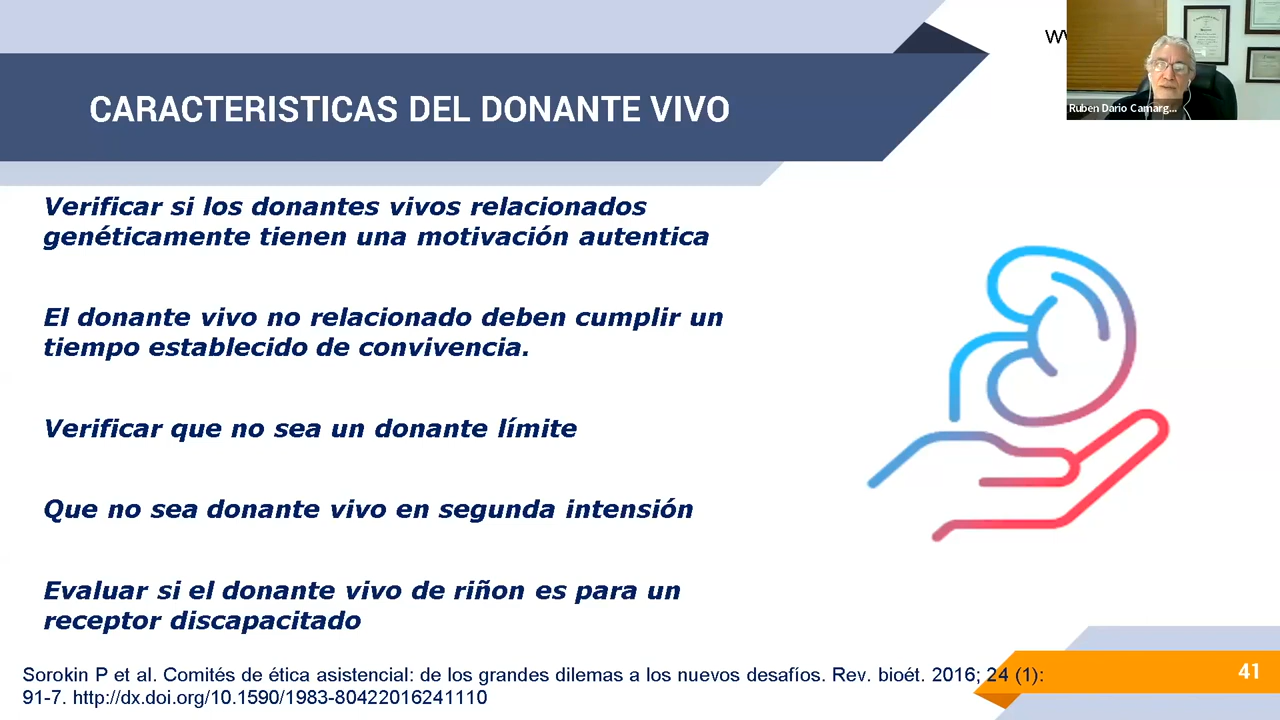 CARACTERISTICAS DEL DONANTE VIVO
Ruben Dario Camarg...
Verificar si los donantes vivos relacionados
genéticamente tienen una motivación autentica
El donante vivo no relacionado deben cumplir un
tiempo establecido de convivencia.
Verificar que no sea un donante límite
Que no sea donante vivo en segunda intensión
Evaluar si el donante vivo de riñon es para un
receptor discapacitado
Sorokin P et al. Comités de ética asistencial: de los grandes dilemas a los nuevos desafíos. Rev. bioét. 2016; 24 (1):
91-7. http://dx.doi.org/10.1590/1983-80422016241110
41